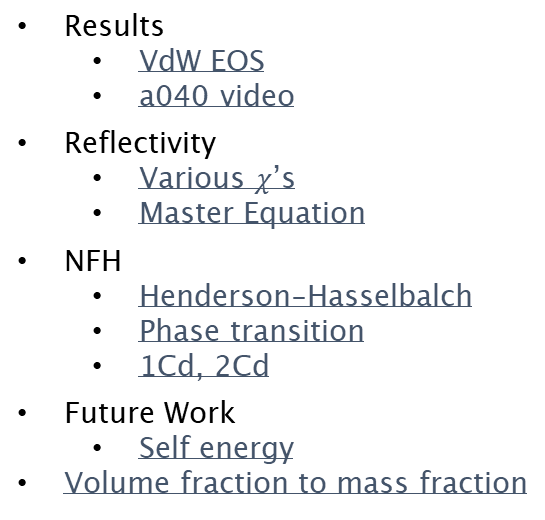 • Results
• VdW EOS
• a040 video
• Reflectivity
• Various χ's
• Master Equation
• NFH
• Henderson–Hasselbalch
• Phase transition
• 1Cd, 2Cd
• Future Work
• Self energy
• Volume fraction to mass fraction